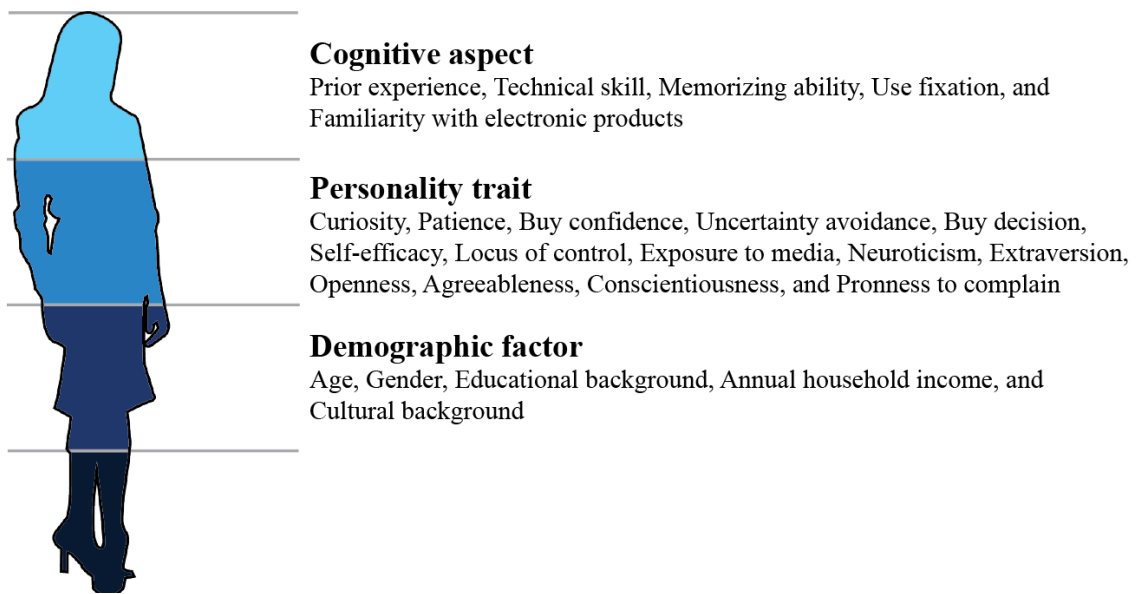 Cognitive aspect
Prior experience, Technical skill, Memorizing ability, Use fixation, and
Familiarity with electronic products
Personality trait
Curiosity, Patience, Buy confidence, Uncertainty avoidance, Buy decision,
Self-efficacy, Locus of control, Exposure to media, Neuroticism, Extraversion,
Openness, Agreeableness, Conscientiousness, and Pronness to complain
Demographic factor
Age, Gender, Educational background, Annual household income, and
Cultural background